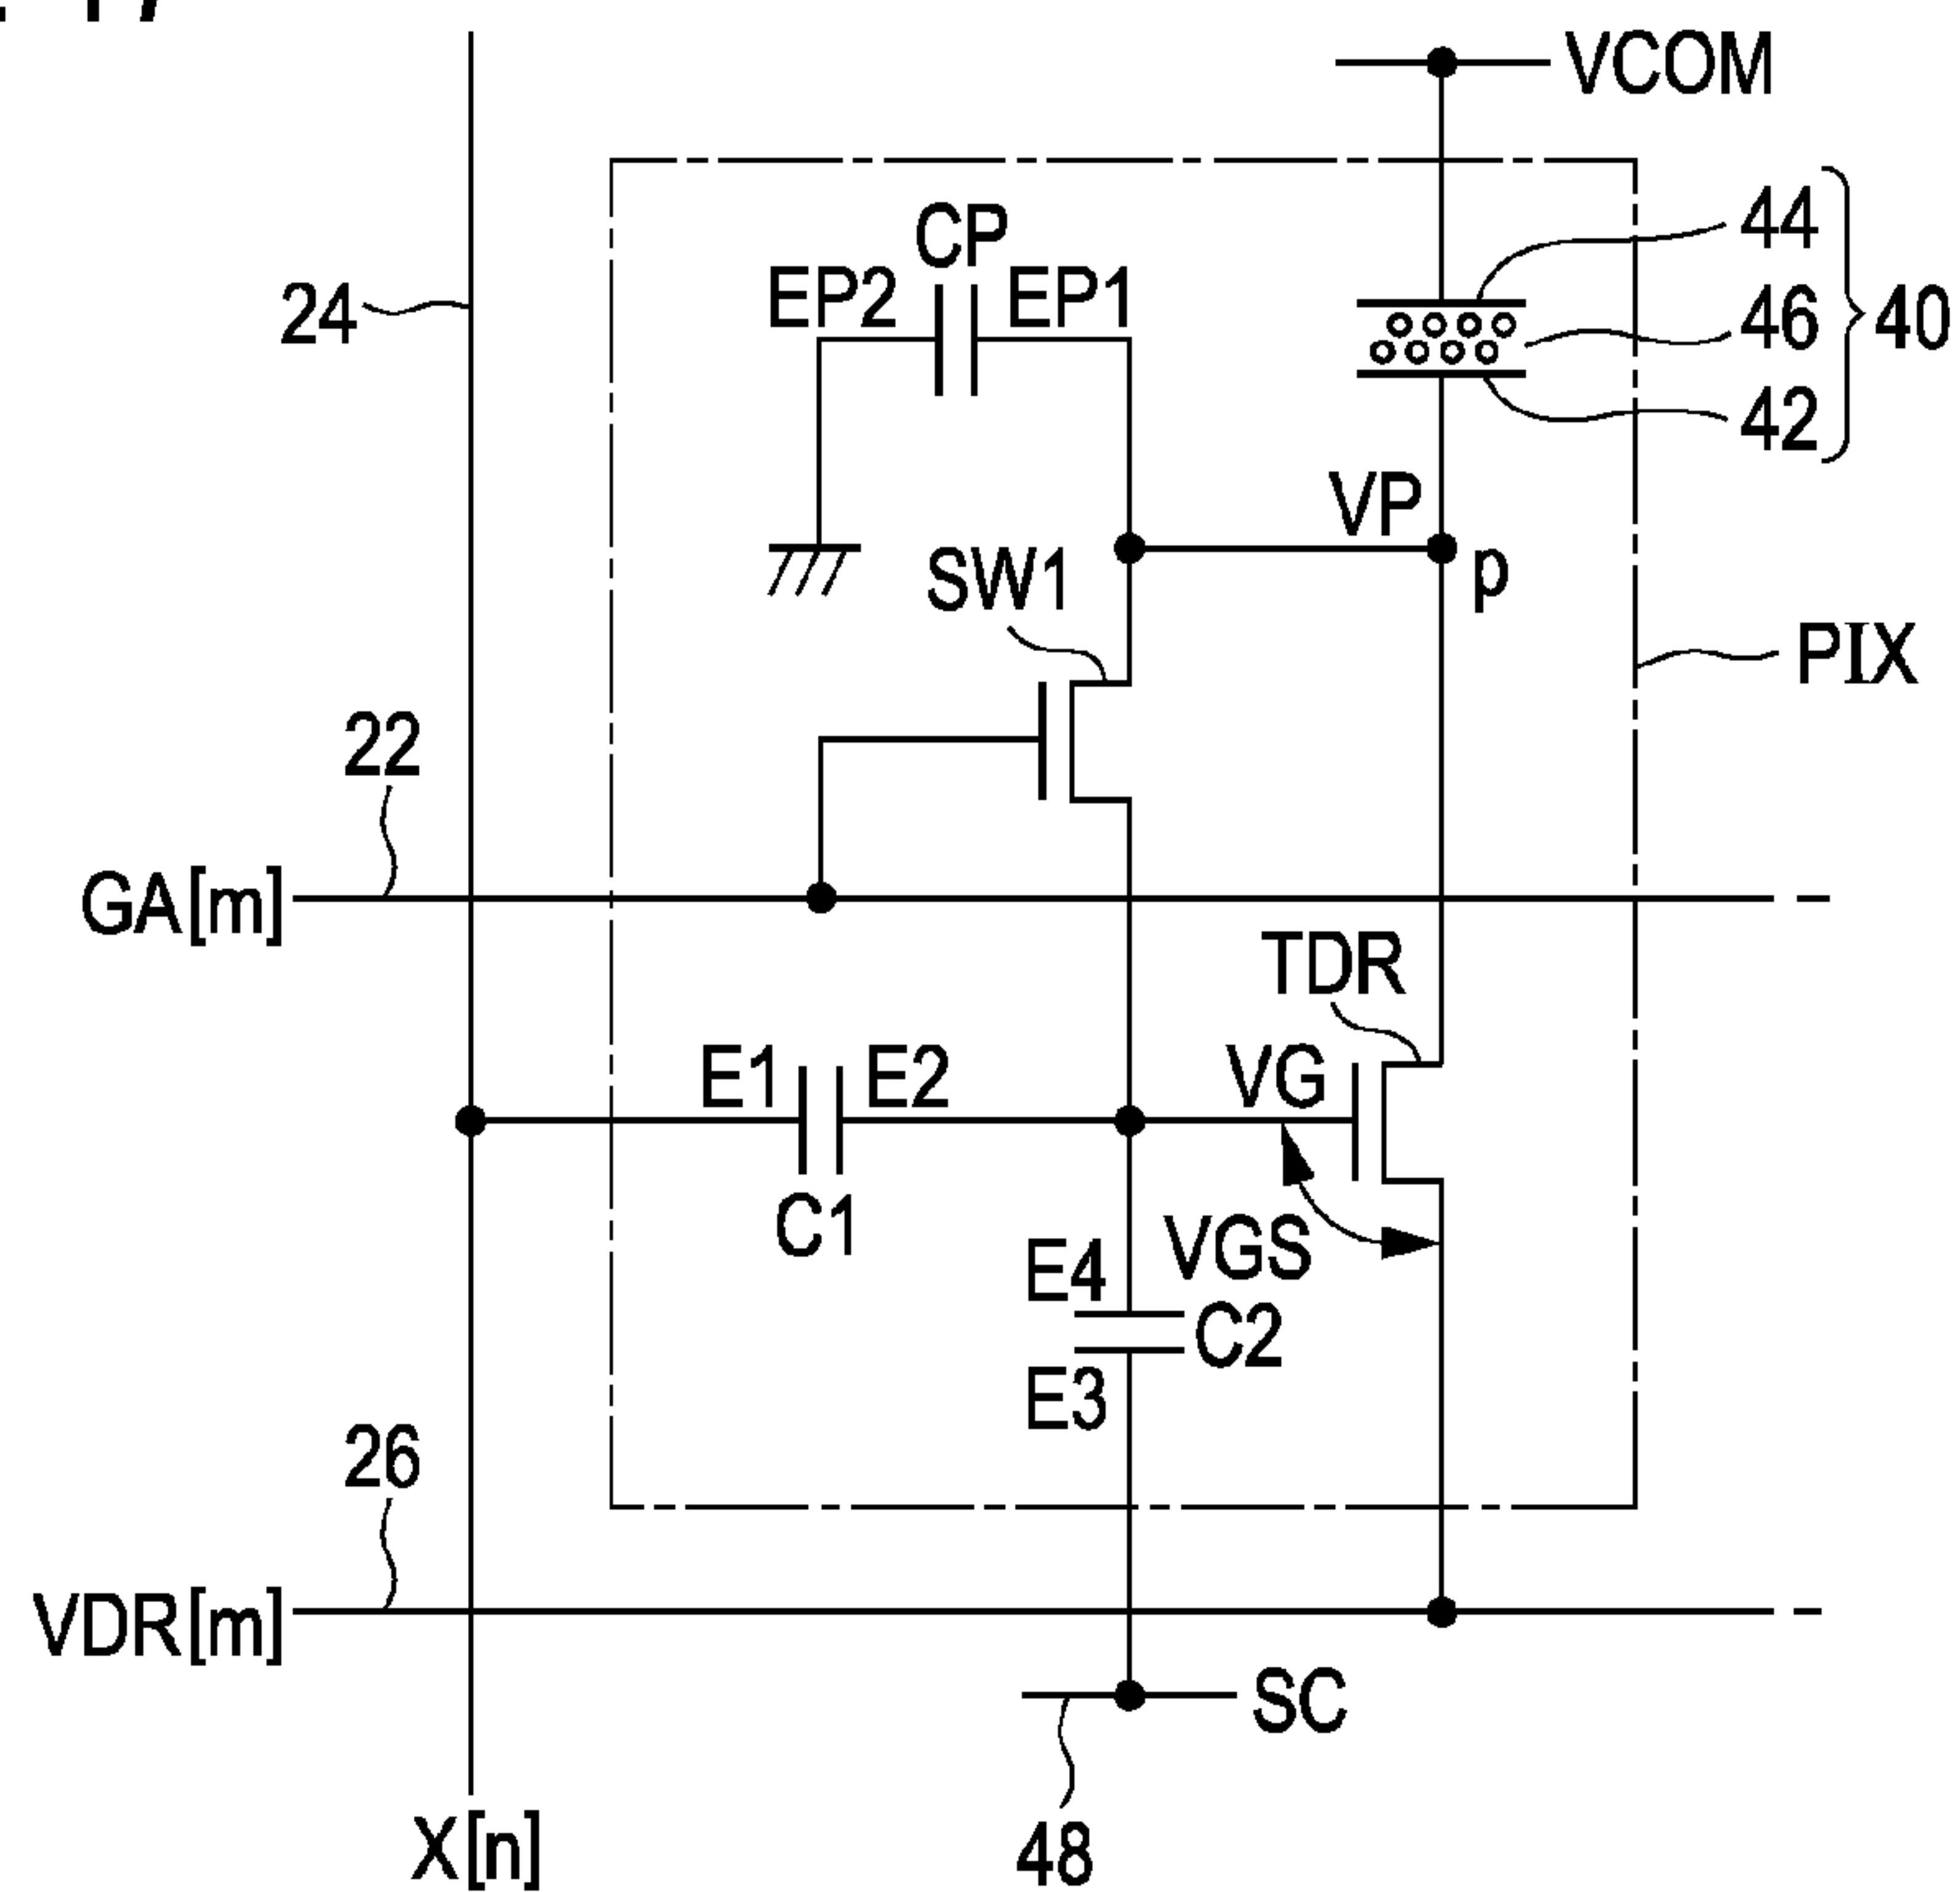 VCOM
44
CP
EP2
EP1
24
46
40
42
VP
SW1
p
PIX
22
GA[m]
TDR
E1
E2
VG
C1
VGS
E4
C2
E3
26
VDR[m]
SC
X[n]
48